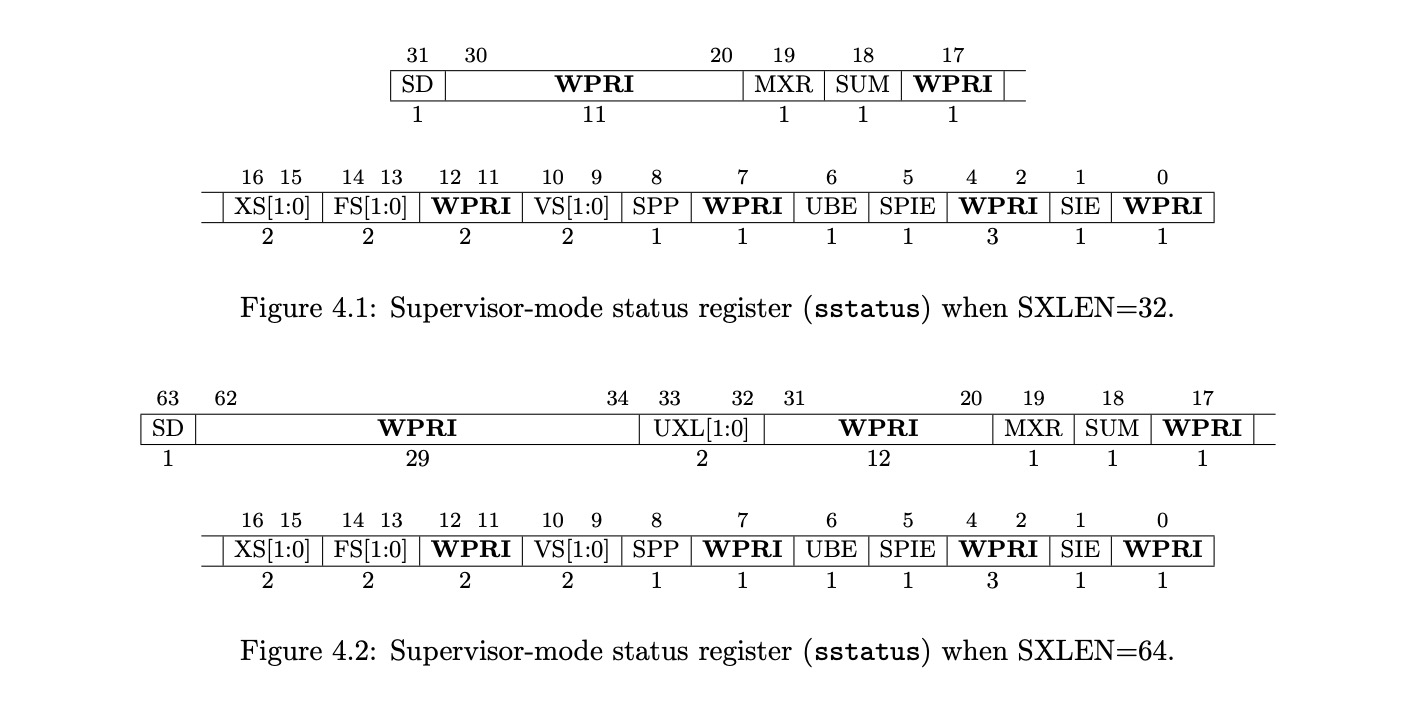 31 30 20 19 18 17
SD WPRI MXR SUM WPRI
1 11 1 1 1
16 15 14 13 12 11 10 9 8 7 6 5 4 2 1 0
XS[1:0] FS[1:0] WPRI VS[1:0] SPP WPRI UBE SPIE WPRI SIE WPRI
2 2 2 2 1 1 1 1 3 1 1
Figure 4.1: Supervisor-mode status register (sstatus) when SXLEN=32.
63 62 34 33 32 31 20 19 18 17
SD WPRI UXL[1:0] WPRI MXR SUM WPRI
1 29 2 12 1 1 1
16 15 14 13 12 11 10 9 8 7 6 5 4 2 1 0
XS[1:0] FS[1:0] WPRI VS[1:0] SPP WPRI UBE SPIE WPRI SIE WPRI
2 2 2 2 1 1 1 1 3 1 1
Figure 4.2: Supervisor-mode status register (sstatus) when SXLEN=64.